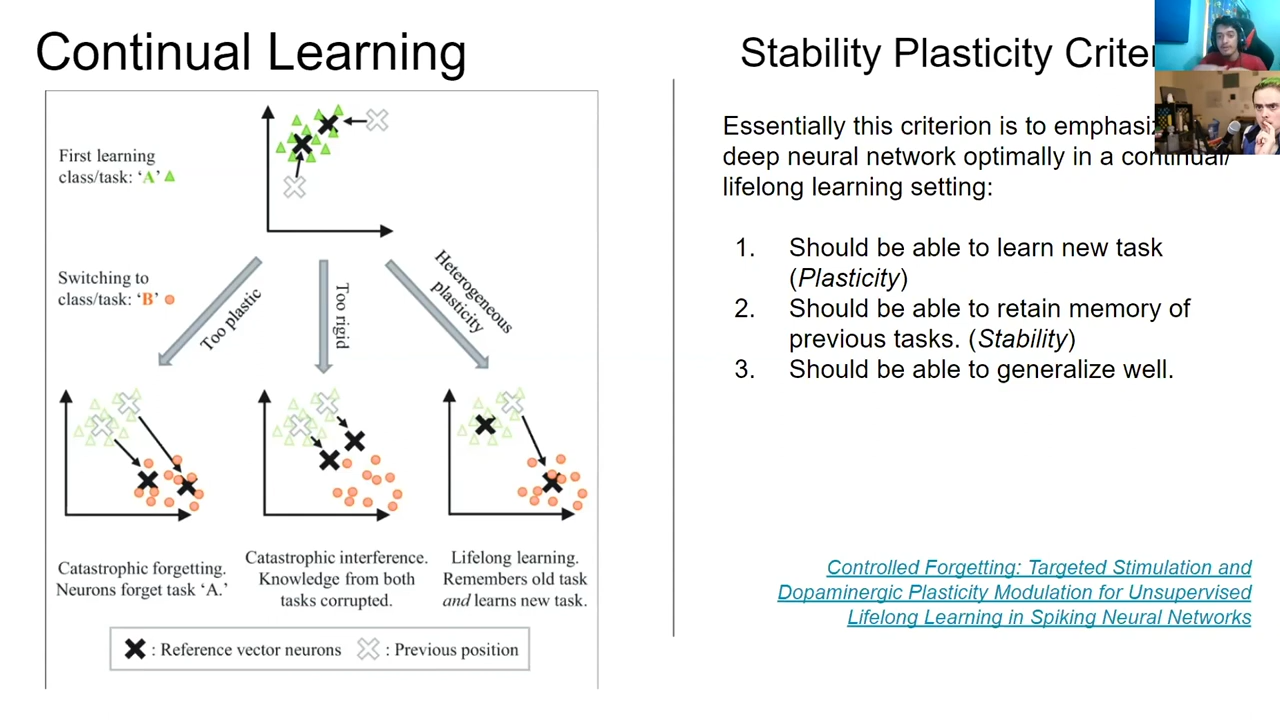 Continual Learning
First learning
class/task: ‘A’
Switching to
class/task: ‘B’
Too plastic
Too rigid
Heterogeneous
plasticity
Catastrophic forgetting.
Neurons forget task ‘A.’
Catastrophic interference.
Knowledge from both
tasks corrupted.
Lifelong learning.
Remembers old task
and learns new task.
: Reference vector neurons
: Previous position
Stability Plasticity
Essentially this criterion is to
deep neural network optimally in a continual/
lifelong learning setting:
1. Should be able to learn new task
(Plasticity)
2. Should be able to retain memory of
previous tasks. (Stability)
3. Should be able to generalize well.
Controlled Forgetting: Targeted Stimulation and
Dopaminergic Plasticity Modulation for Unsupervised
Lifelong Learning in Spiking Neural Networks